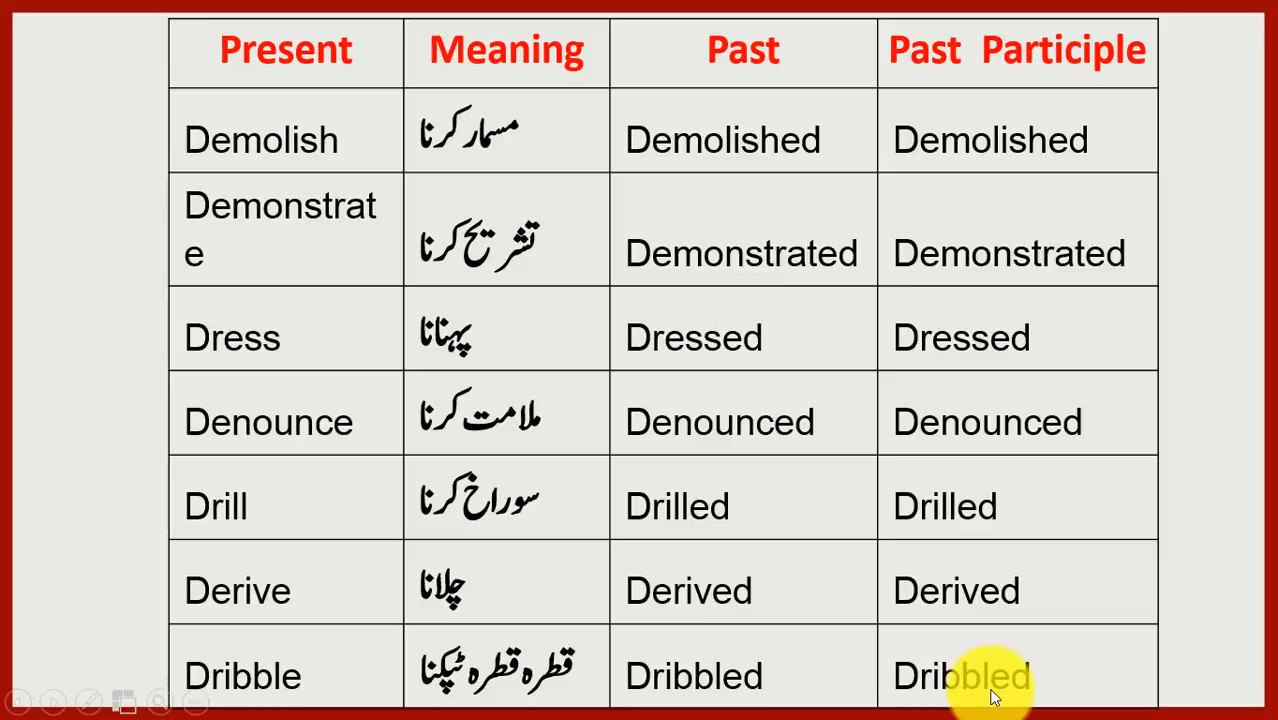 Present Meaning Past Past Participle
Demolish مسمار کرنا Demolished Demolished
Demonstrat
e تشریح کرنا Demonstrated Demonstrated
Dress پہنانا Dressed Dressed
Denounce ملامت کرنا Denounced Denounced
Drill سوراخ کرنا Drilled Drilled
Derive چلانا Derived Derived
Dribble قطرہ قطرہ ٹپکنا Dribbled Dribbled